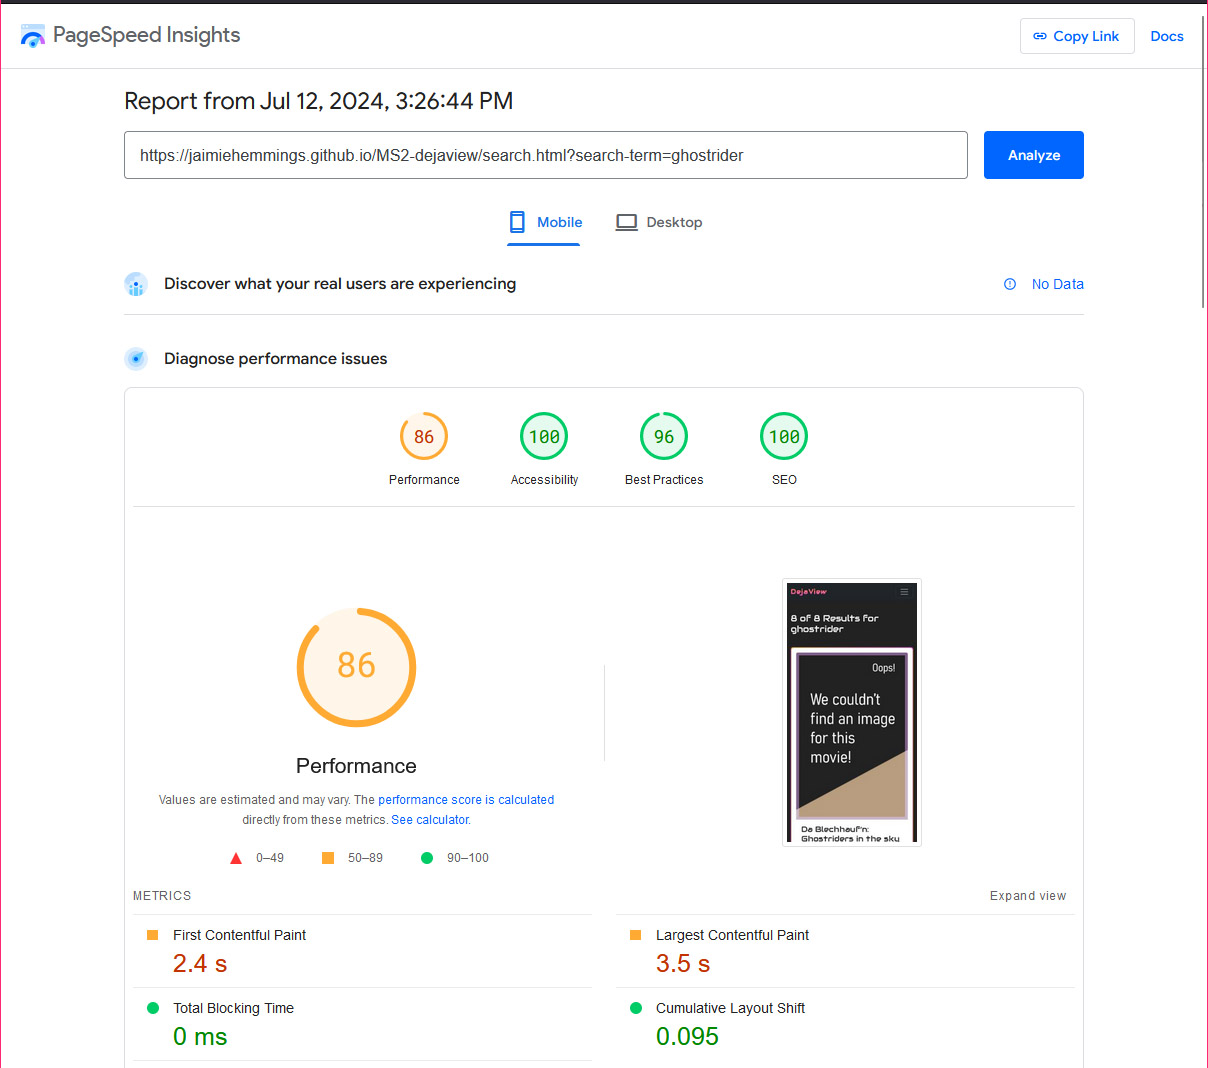 PageSpeed Insights
Copy Link
Docs
Report from Jul 12, 2024, 3:26:44 PM
https://jaimiehemmings.github.io/MS2-dejaview/search.html?search-term=ghostrider
Analyze
Mobile
Desktop
Discover what your real users are experiencing
No Data
Diagnose performance issues
86
100
96
100
Performance
Accessibility
Best Practices
SEO
86
Performance
Values are estimated and may vary. The performance score is calculated
directly from these metrics. See calculator.
0–49
50–89
90–100
DejaView
8 of 8 Results for
ghostrider
Oops!
We couldn't
find an image
for this
movie!
Da Blechhauf'n:
Ghostriders in the sky
METRICS
Expand view
First Contentful Paint
2.4 s
Largest Contentful Paint
3.5 s
Total Blocking Time
0 ms
Cumulative Layout Shift
0.095